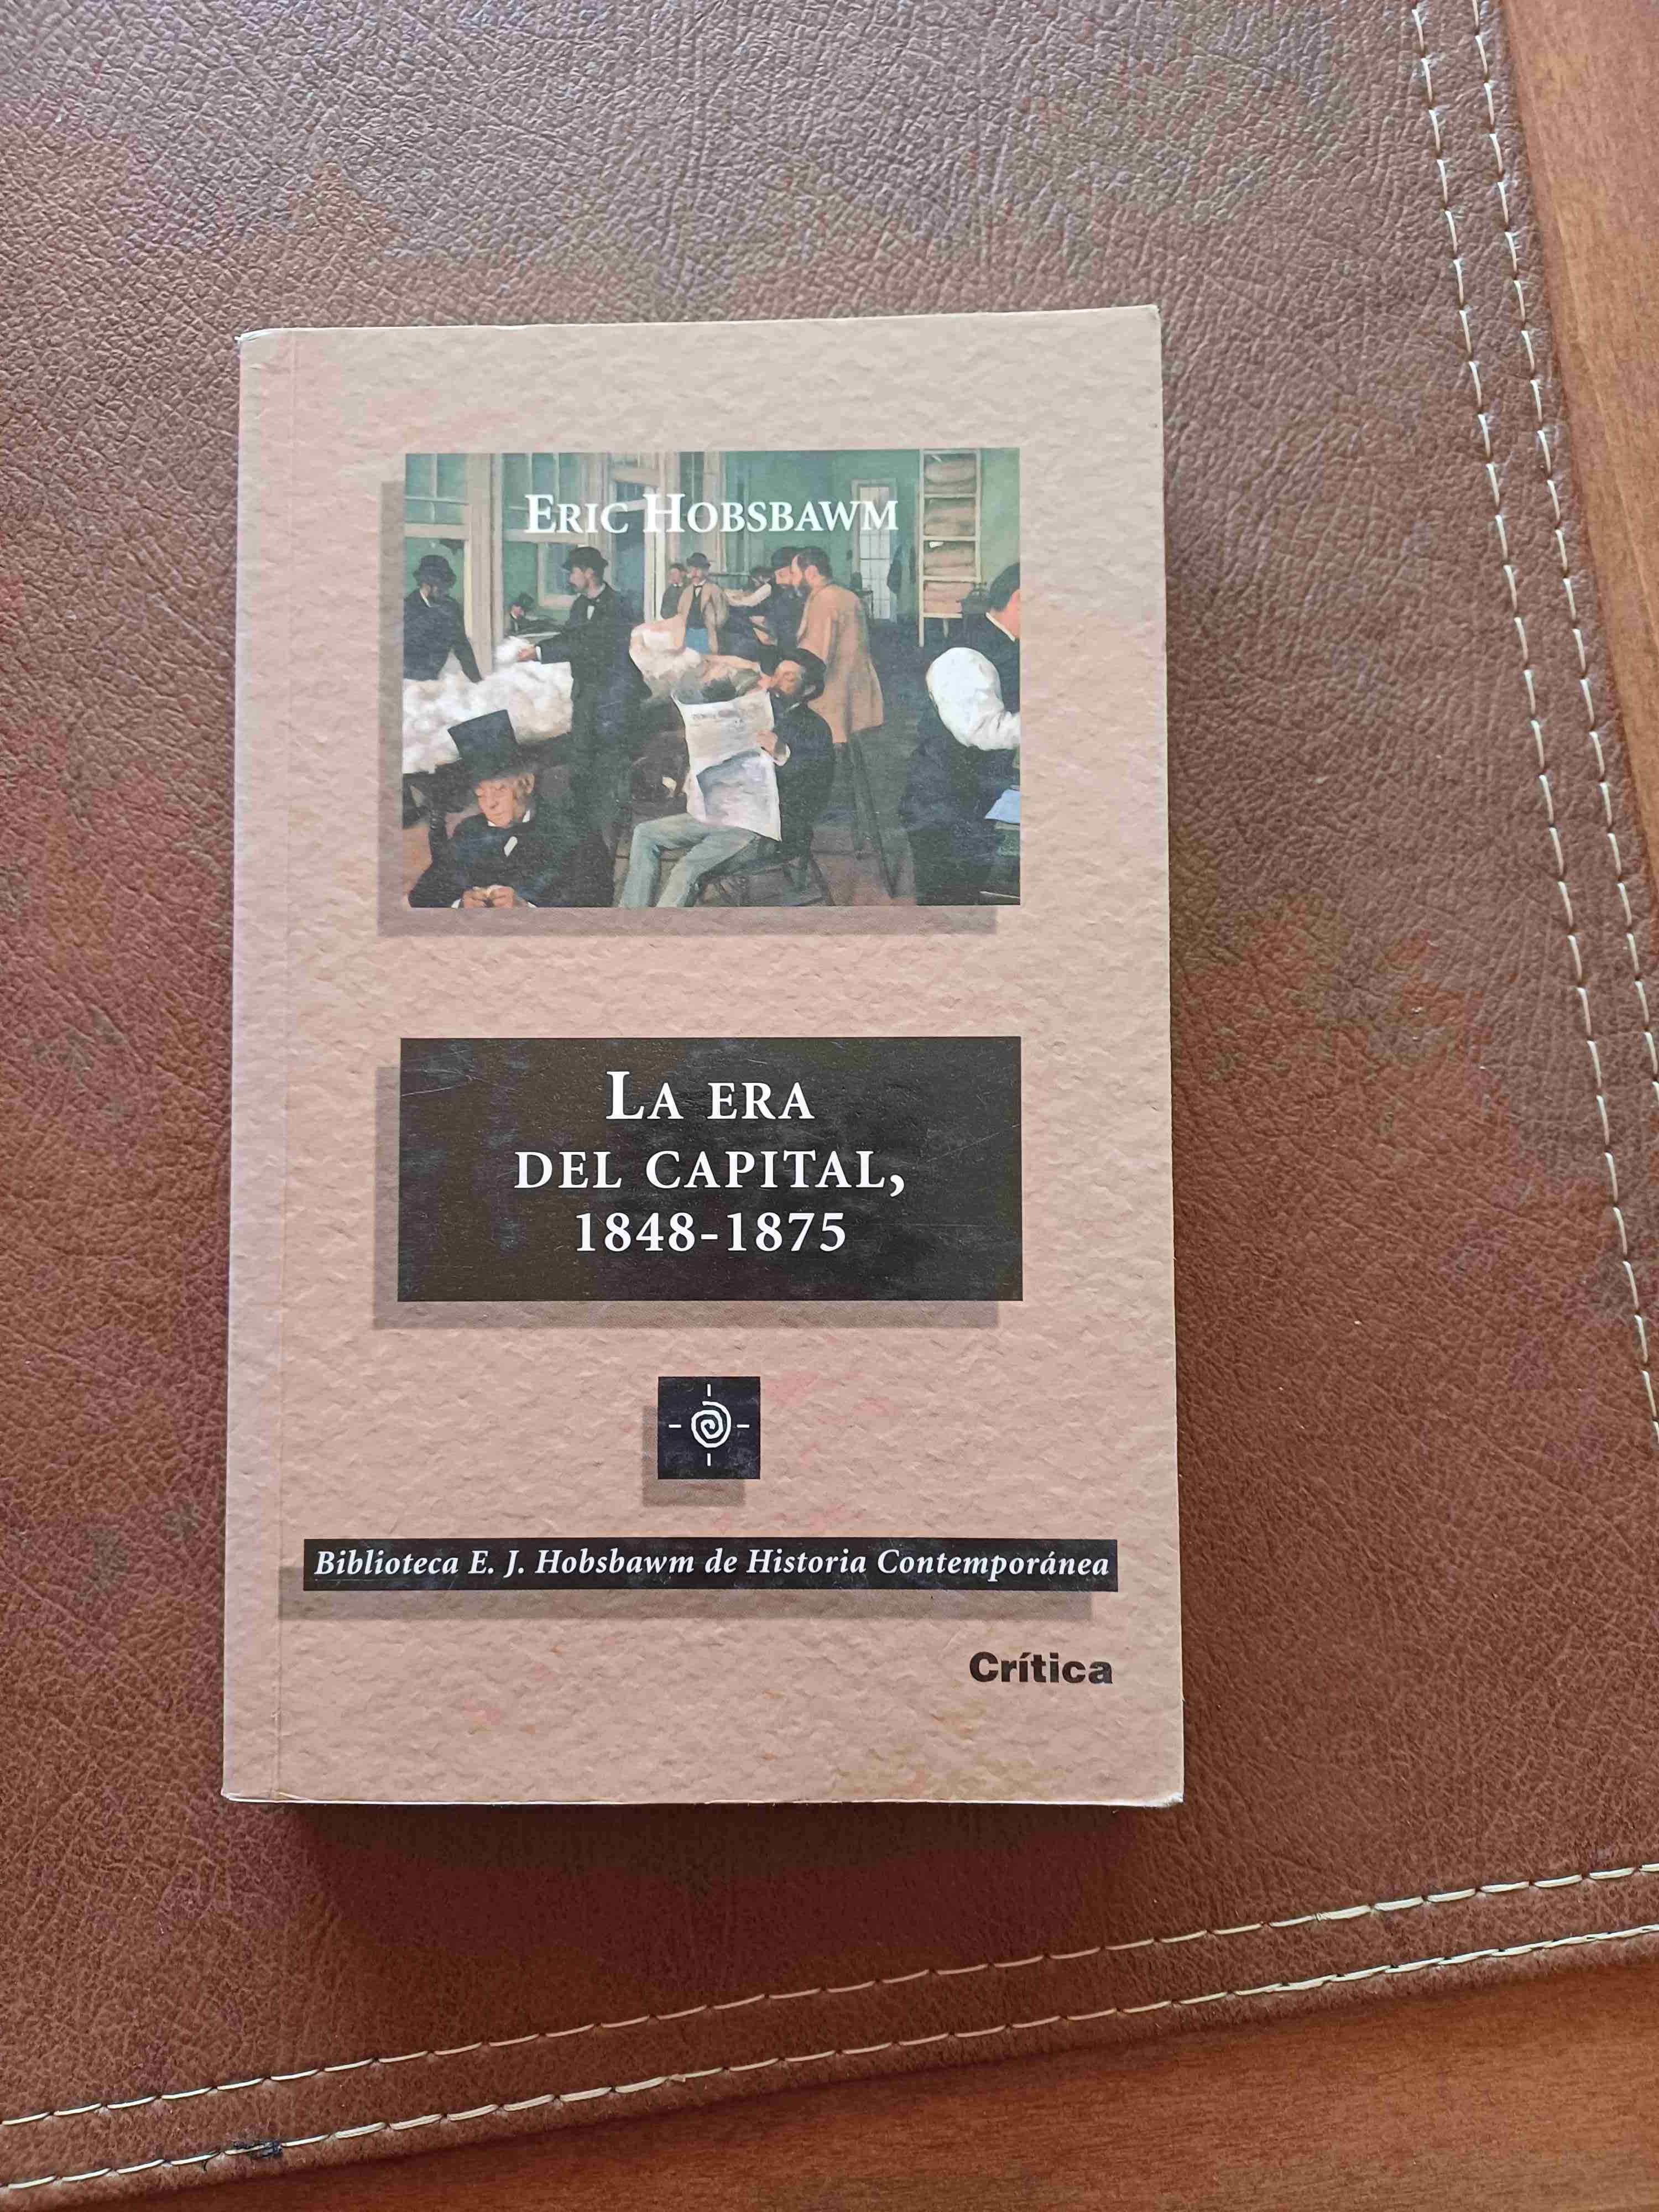 ERIC HOBSBAWM
LA ERA
DEL CAPITAL,
1848-1875
Biblioteca E. J. Hobsbawm de Historia Contemporánea
Crítica